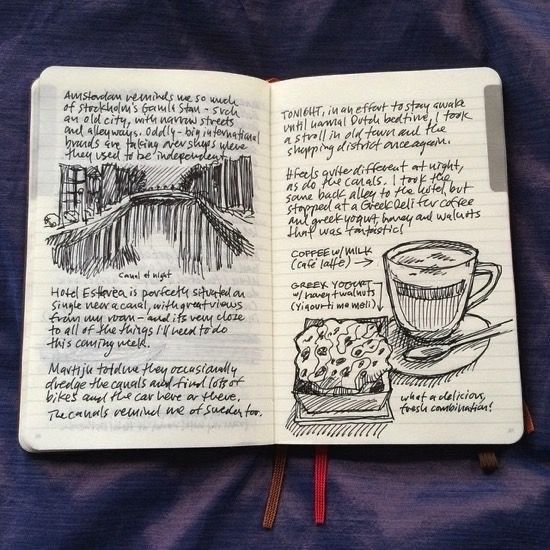 Amsterdam reminds me so much
of Stockholm's Gamla Stan - such
an old city, with narrow streets
and alleyways. Oddly - big international
brands are taking over shops where
they used to be independent.
Canal at night
Hotel Estherea is perfectly situated on
Singel near a canal, with great views
from my room - and its very close
to all of the things I'll need to do
this coming week.
Martijn told me they occasionally
dredge the canals and find lots of
bikes and the car here or there.
The canals remind me of Sweden too.
TONIGHT, in an effort to stay awake
until normal Dutch bedtime, I took
a stroll in old town and the
shopping district once again.
It feels quite different at night,
as do the canals. I took the
same back alley to the hotel but
stopped at a Greek Deli for coffee
and greek yogurt, honey and walnuts
that was fantastic!
COFFEE w/ MILK
(café latté)
GREEK YOGURT
w/ honey + walnuts
(Yiaourti me meli)
what a delicious,
fresh combination!